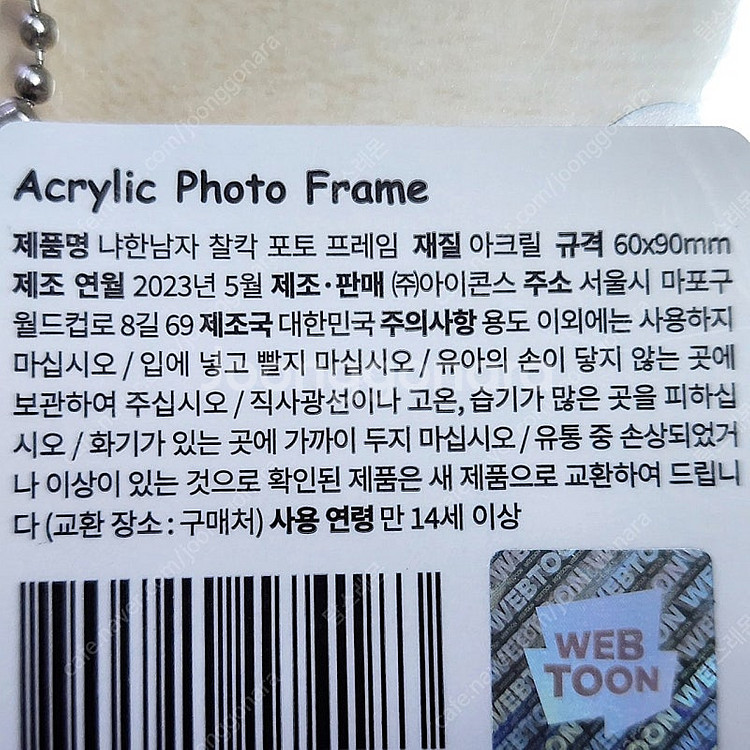 Acrylic Photo Frame
제품명 냐한남자 찰칵 포토 프레임 재질 아크릴 규격 60x90mm
제조 연월 2023년 5월 제조·판매 ㈜아이콘스 주소 서울시 마포구
월드컵로 8길 69 제조국 대한민국 주의사항 용도 이외에는 사용하지
마십시오 / 입에 넣고 빨지 마십시오 / 유아의 손이 닿지 않는 곳에
보관하여 주십시오 / 직사광선이나 고온, 습기가 많은 곳을 피하십
시오 / 화기가 있는 곳에 가까이 두지 마십시오 / 유통 중 손상되었거
나 이상이 있는 것으로 확인된 제품은 새 제품으로 교환하여 드립니
다 (교환 장소 : 구매처) 사용 연령 만 14세 이상
WEB
TOON
joonggonara
cafe.naver.com/joonggonara